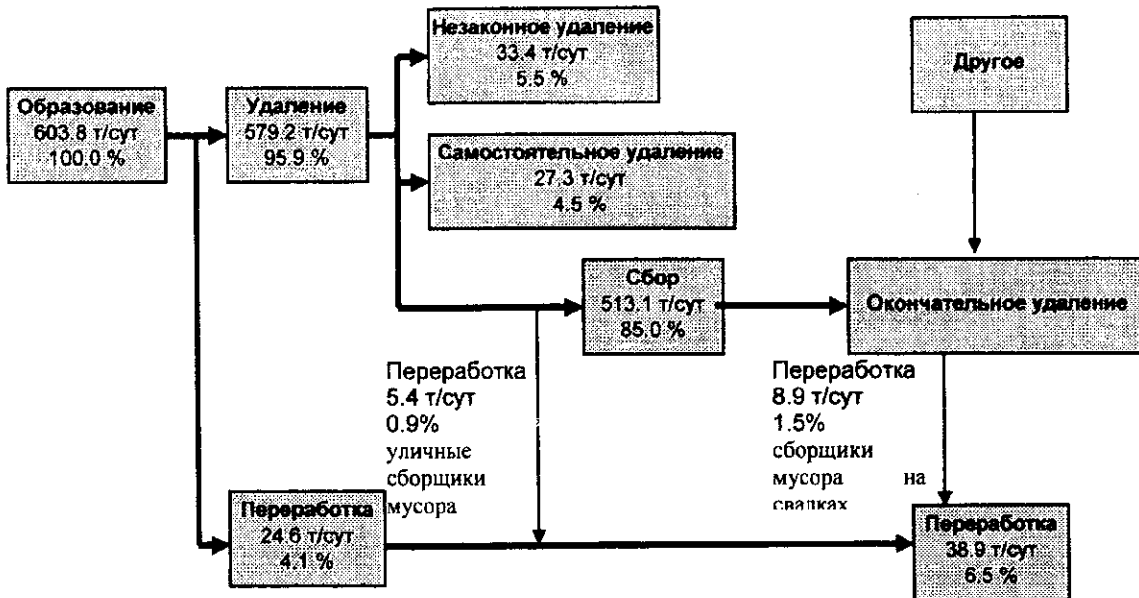 Незаконное удаление
33.4 т/сут
5.5 %
Другое
Образование
603.8 т/сут
100.0 %
Удаление
579.2 т/сут
95.9 %
Самостоятельное удаление
27.3 т/сут
4.5 %
Сбор
513.1 т/сут
85.0 %
Окончательное удаление
Переработка
5.4 т/сут
0.9%
уличные
сборщики
мусора
Переработка
8.9 т/сут
1.5%
сборщики
мусора на
свалках
Переработка
24.6 т/сут
4.1 %
Переработка
38.9 т/сут
6.5 %